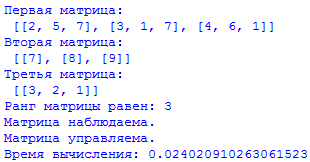 Первая матрица:
[[2, 5, 7], [3, 1, 7], [4, 6, 1]]
Вторая матрица:
[[7], [8], [9]]
Третья матрица:
[[3, 2, 1]]
Ранг матрицы равен: 3
Матрица наблюдаема.
Матрица управляема.
Время вычисления: 0.024020910263061523